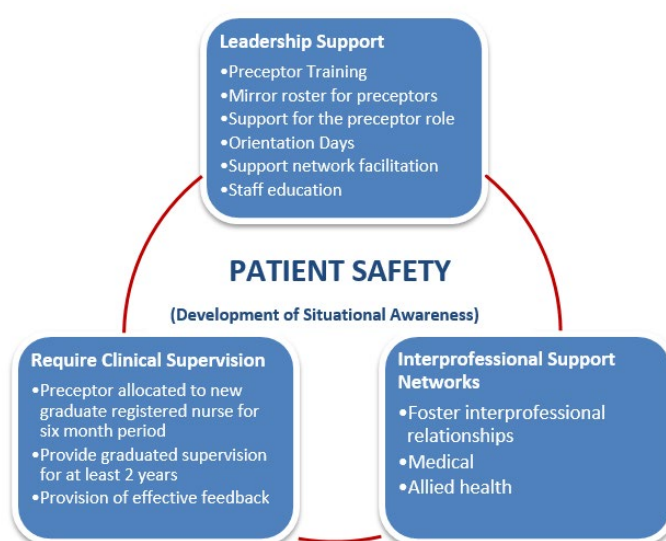 Leadership Support
•Preceptor Training
•Mirror roster for preceptors
•Support for the preceptor role
•Orientation Days
•Support network facilitation
•Staff education
PATIENT SAFETY
(Development of Situational Awareness)
Require Clinical Supervision
•Preceptor allocated to new
graduate registered nurse for
six month period
•Provide graduated supervision
for at least 2 years
•Provision of effective feedback
Interprofessional Support
Networks
•Foster interprofessional
relationships
•Medical
•Allied health